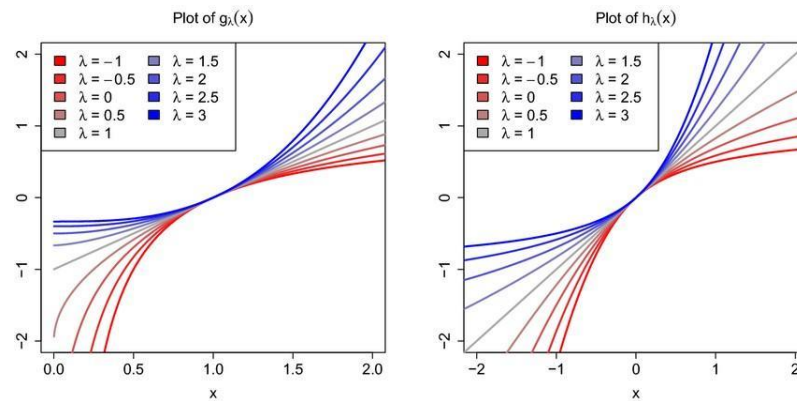 Plot of gλ(x)
λ = −1
λ = −0.5
λ = 0
λ = 0.5
λ = 1
λ = 1.5
λ = 2
λ = 2.5
λ = 3
2
1
0
−1
−2
0.0 0.5 1.0 1.5 2.0
x
Plot of hλ(x)
λ = −1
λ = −0.5
λ = 0
λ = 0.5
λ = 1
λ = 1.5
λ = 2
λ = 2.5
λ = 3
2
1
0
−1
−2
−2 −1 0 1 2
x